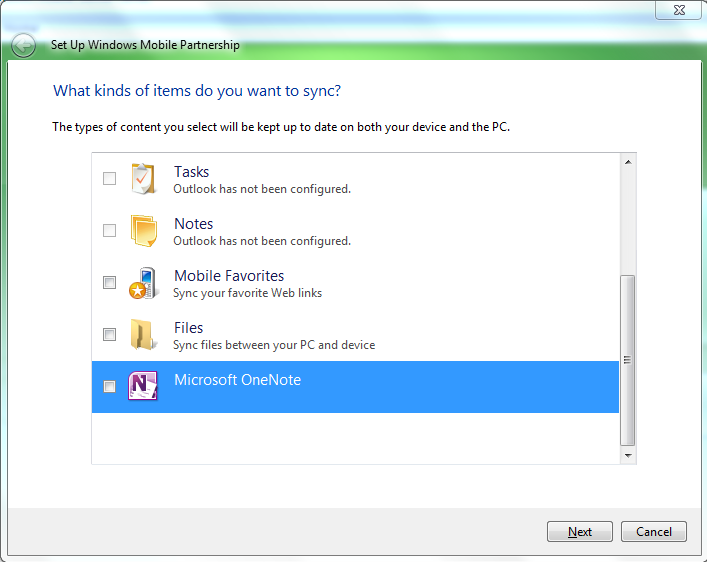 Set Up Windows Mobile Partnership
What kinds of items do you want to sync?
The types of content you select will be kept up to date on both your device and the PC.
Tasks
Outlook has not been configured.
Notes
Outlook has not been configured.
Mobile Favorites
Sync your favorite Web links
Files
Sync files between your PC and device
Microsoft OneNote
Next
Cancel